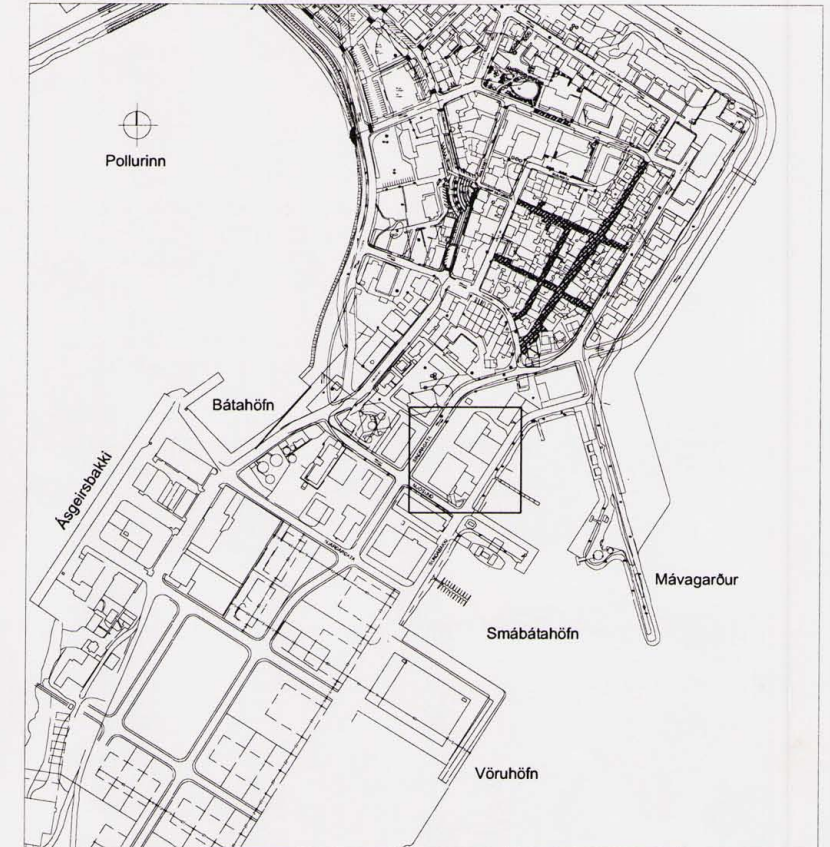 Pollurinn
Bátahöfn
Ásgeirsbakki
Mávagarður
Smábátahöfn
Vöruhöfn